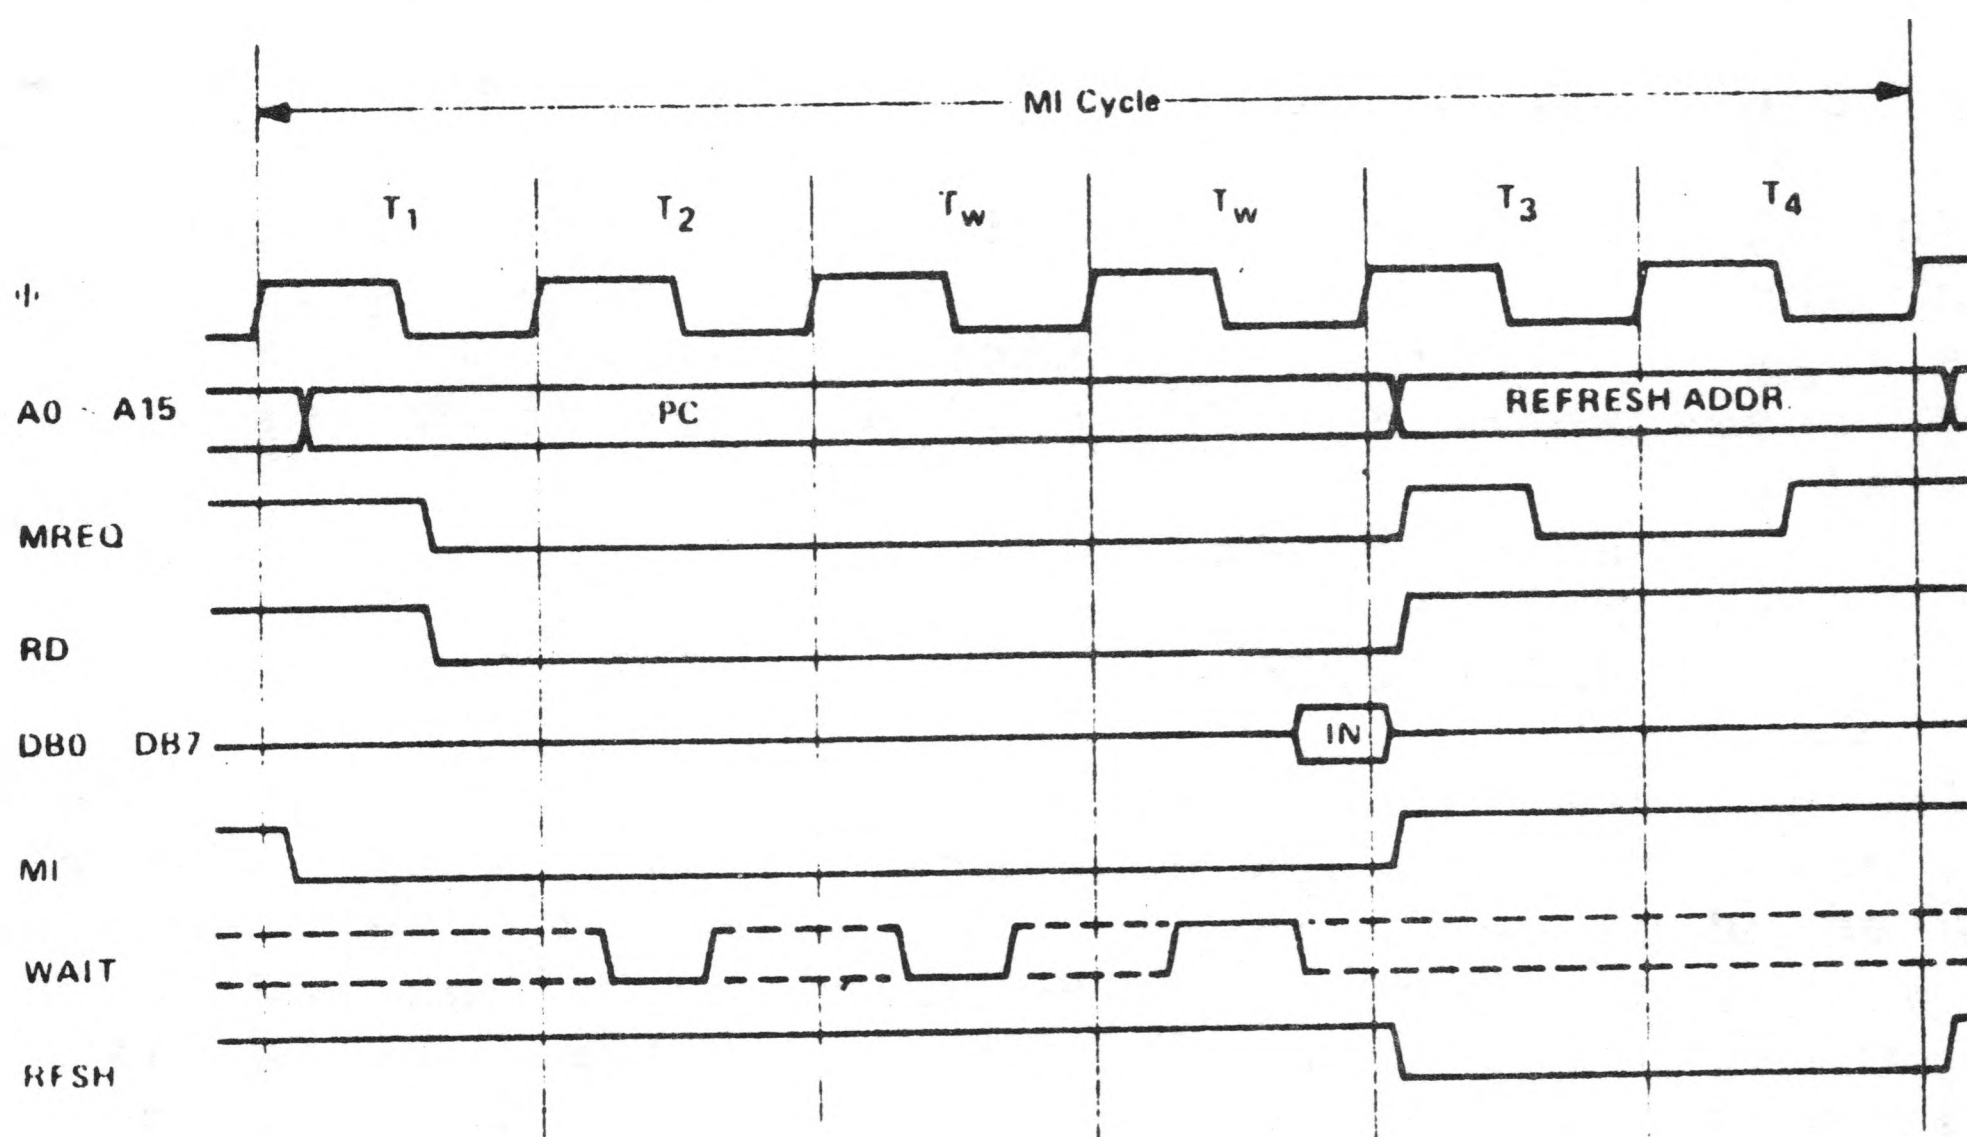 MI Cycle
T1 T2 Tw Tw T3 T4
Φ
A0 - A15 PC REFRESH ADDR.
MREQ
RD
DB0 DB7 IN
MI
WAIT
RFSH